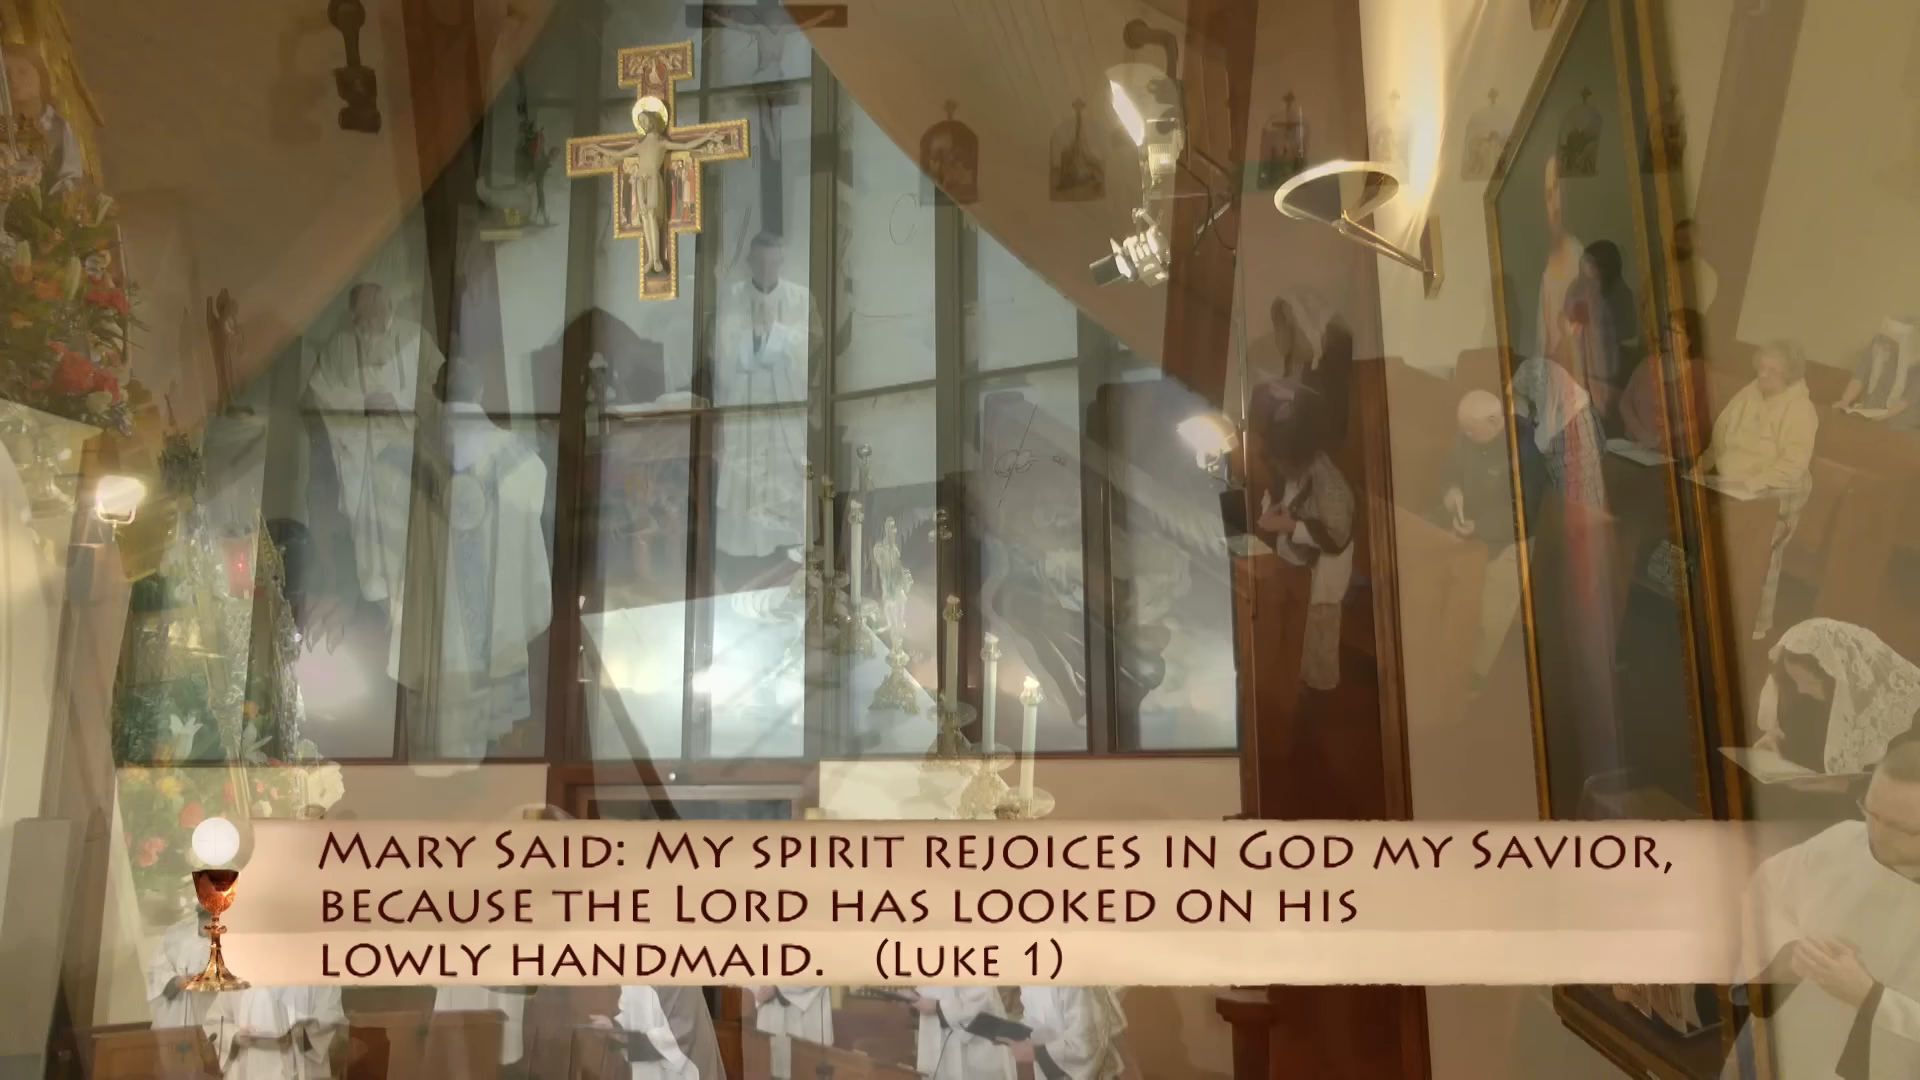 Mary Said: My spirit rejoices in God my Savior,
because the Lord has looked on his
lowly handmaid. (Luke 1)